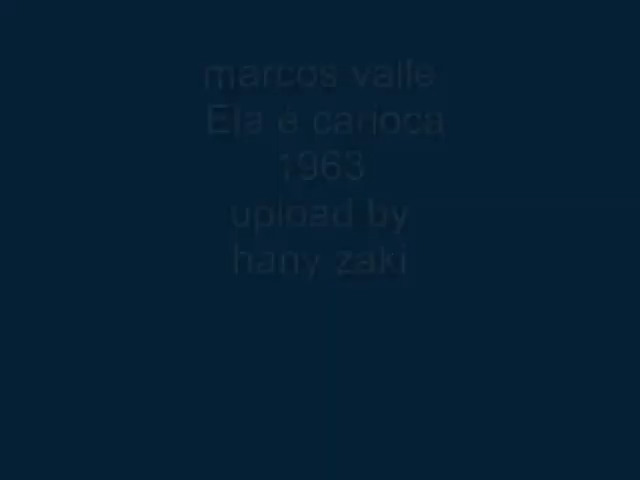 marcos valle
Ela é carioca
1963
upload by
hany zaki